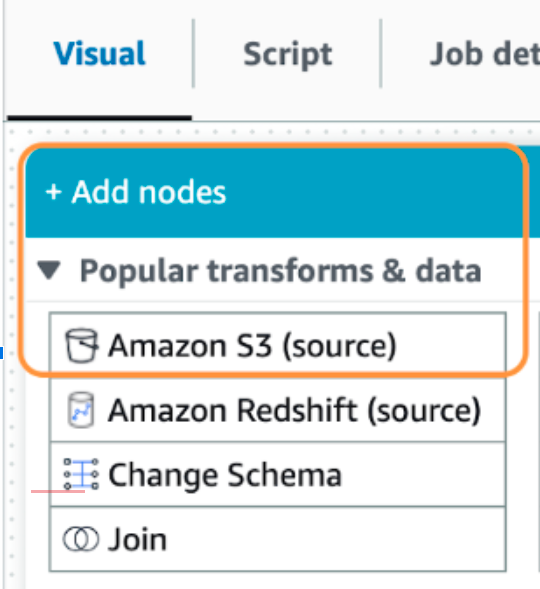 Visual Script Job det
+ Add nodes
Popular transforms & data
Amazon S3 (source)
Amazon Redshift (source)
Change Schema
Join